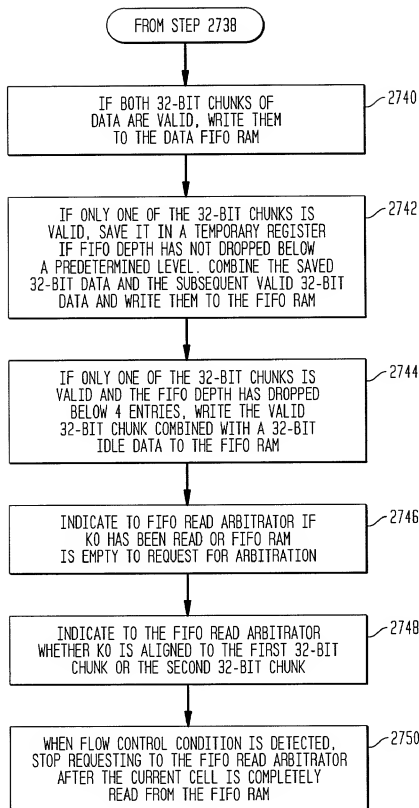 FROM STEP 2738
IF BOTH 32-BIT CHUNKS OF
DATA ARE VALID, WRITE THEM
TO THE DATA FIFO RAM
2740
IF ONLY ONE OF THE 32-BIT CHUNKS IS
VALID, SAVE IT IN A TEMPORARY REGISTER
IF FIFO DEPTH HAS NOT DROPPED BELOW
A PREDETERMINED LEVEL. COMBINE THE SAVED
32-BIT DATA AND THE SUBSEQUENT VALID 32-BIT
DATA AND WRITE THEM TO THE FIFO RAM
2742
IF ONLY ONE OF THE 32-BIT CHUNKS IS
VALID AND THE FIFO DEPTH HAS DROPPED
BELOW 4 ENTRIES, WRITE THE VALID
32-BIT CHUNK COMBINED WITH A 32-BIT
IDLE DATA TO THE FIFO RAM
2744
INDICATE TO FIFO READ ARBITRATOR IF
K0 HAS BEEN READ OR FIFO RAM
IS EMPTY TO REQUEST FOR ARBITRATION
2746
INDICATE TO THE FIFO READ ARBITRATOR
WHETHER K0 IS ALIGNED TO THE FIRST 32-BIT
CHUNK OR THE SECOND 32-BIT CHUNK
2748
WHEN FLOW CONTROL CONDITION IS DETECTED,
STOP REQUESTING TO THE FIFO READ ARBITRATOR
AFTER THE CURRENT CELL IS COMPLETELY
READ FROM THE FIFO RAM
2750